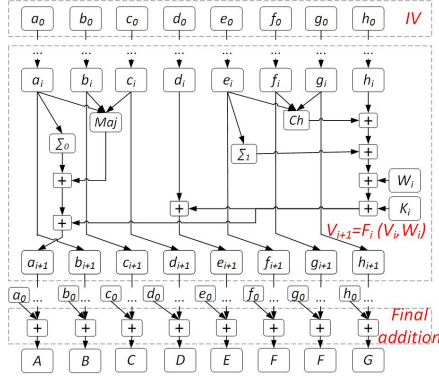 a0 b0 c0 d0 e0 f0 g0 h0 IV
... ... ... ... ... ... ... ...
ai bi ci di ei fi gi hi
Maj Ch +
∑0 ∑1 +
+ + Wi
+ + Ki
+
Vi+1=Fi (Vi,Wi)
ai+1 bi+1 ci+1 di+1 ei+1 fi+1 gi+1 hi+1
a0 ... b0 ... c0 ... d0 ... e0 ... f0 ... g0 ... h0 ...
Final
+ + + + + + + +
addition
A B C D E F F G